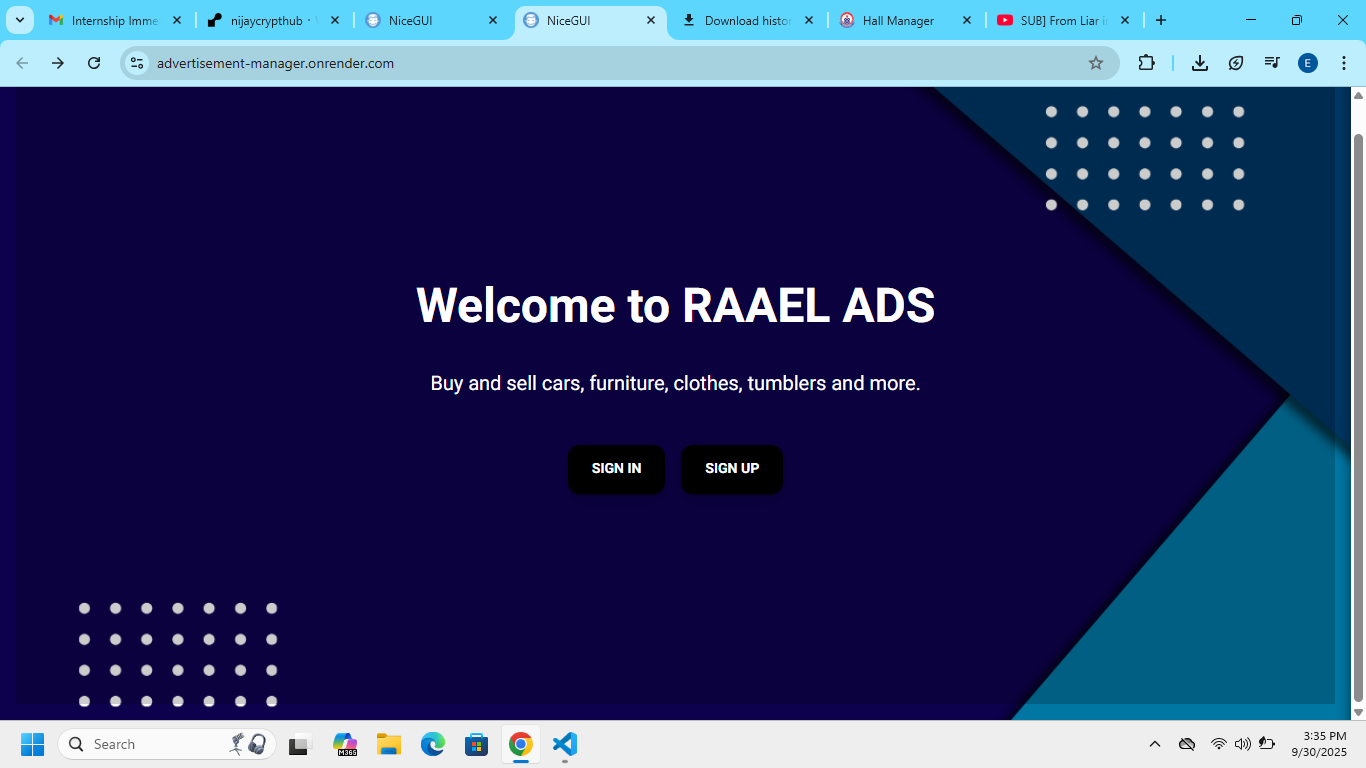 Internship Imme
nijaycrypthub ·
NiceGUI
NiceGUI
Download histor
Hall Manager
SUB] From Liar i
advertisement-manager.onrender.com
E
Welcome to RAAEL ADS
Buy and sell cars, furniture, clothes, tumblers and more.
SIGN IN
SIGN UP
Search
M365
3:35 PM
9/30/2025